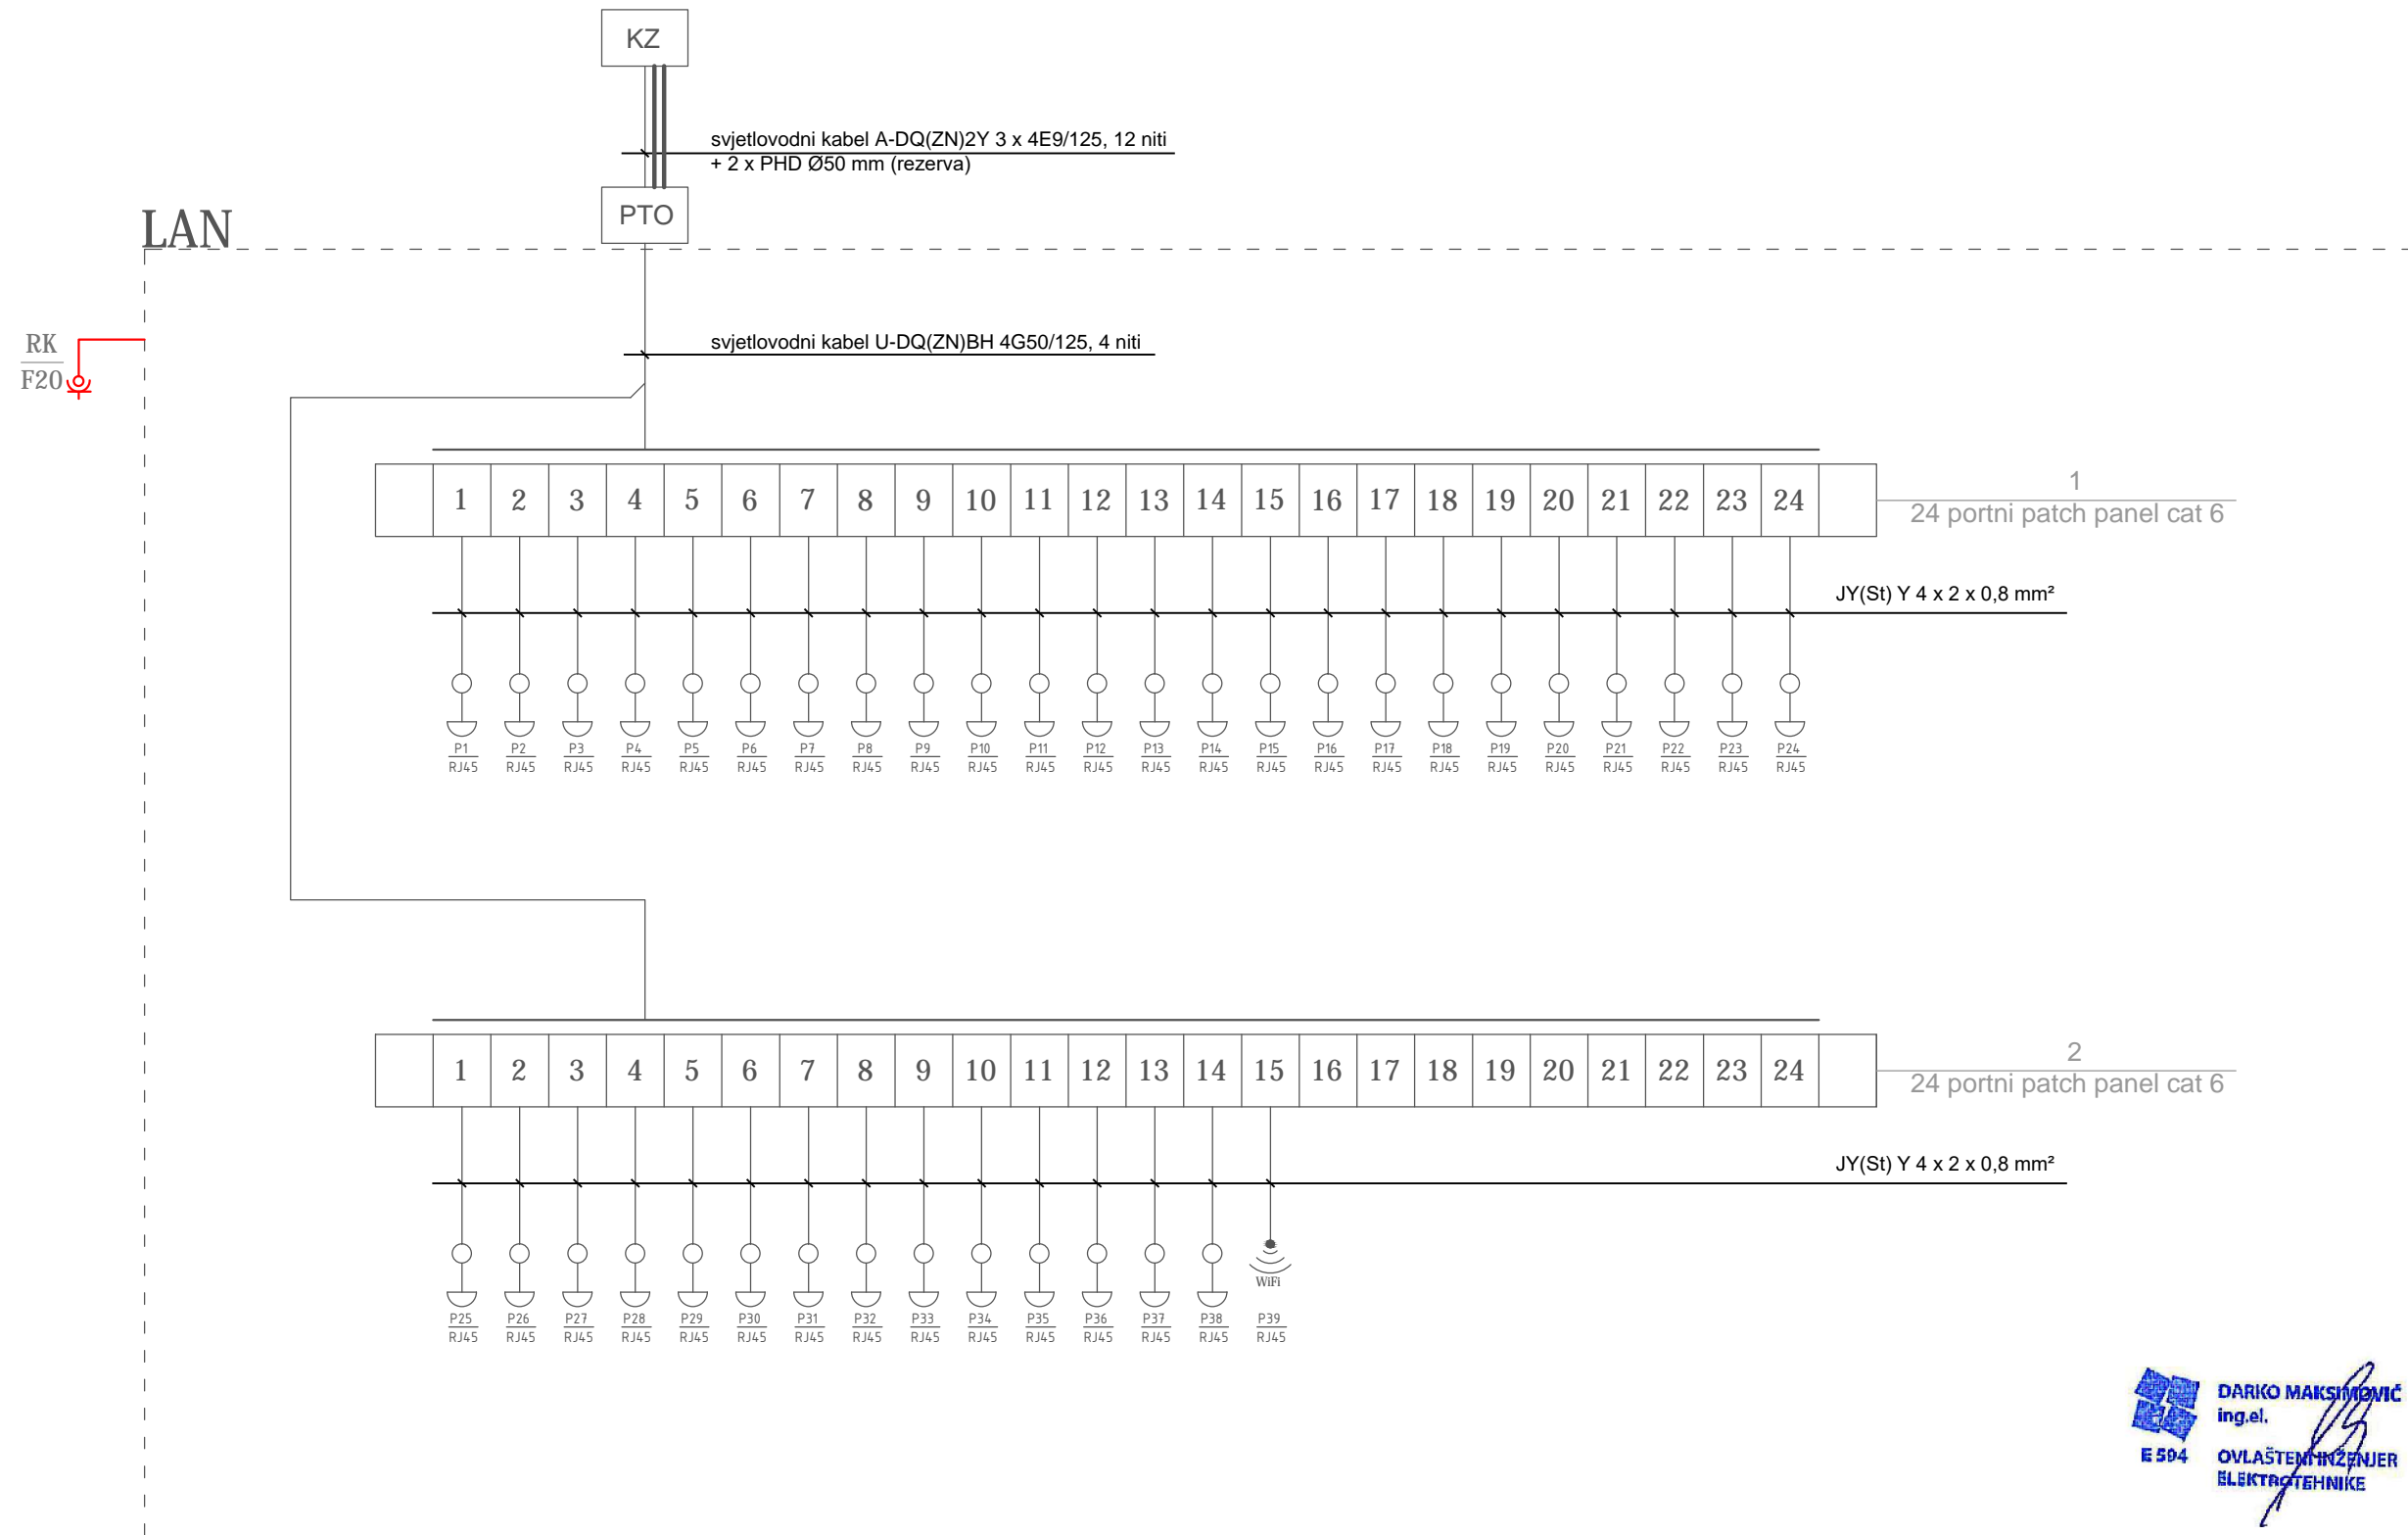 KZ
svjetlovodni kabel A-DQ(ZN)2Y 3 x 4E9/125, 12 niti
+ 2 x PHD Ø50 mm (rezerva)
PTO
LAN
RK
F20
svjetlovodni kabel U-DQ(ZN)BH 4G50/125, 4 niti
1 2 3 4 5 6 7 8 9 10 11 12 13 14 15 16 17 18 19 20 21 22 23 24
1
24 portni patch panel cat 6
JY(St) Y 4 x 2 x 0,8 mm²
P1 P2 P3 P4 P5 P6 P7 P8 P9 P10 P11 P12 P13 P14 P15 P16 P17 P18 P19 P20 P21 P22 P23 P24
RJ45 RJ45 RJ45 RJ45 RJ45 RJ45 RJ45 RJ45 RJ45 RJ45 RJ45 RJ45 RJ45 RJ45 RJ45 RJ45 RJ45 RJ45 RJ45 RJ45 RJ45 RJ45 RJ45 RJ45
1 2 3 4 5 6 7 8 9 10 11 12 13 14 15 16 17 18 19 20 21 22 23 24
2
24 portni patch panel cat 6
JY(St) Y 4 x 2 x 0,8 mm²
WiFi
P25 P26 P27 P28 P29 P30 P31 P32 P33 P34 P35 P36 P37 P38 P39
RJ45 RJ45 RJ45 RJ45 RJ45 RJ45 RJ45 RJ45 RJ45 RJ45 RJ45 RJ45 RJ45 RJ45 RJ45
DARKO MAKSIMOVIĆ
ing.el.
E 594
OVLAŠTENI INŽENJER
ELEKTROTEHNIKE